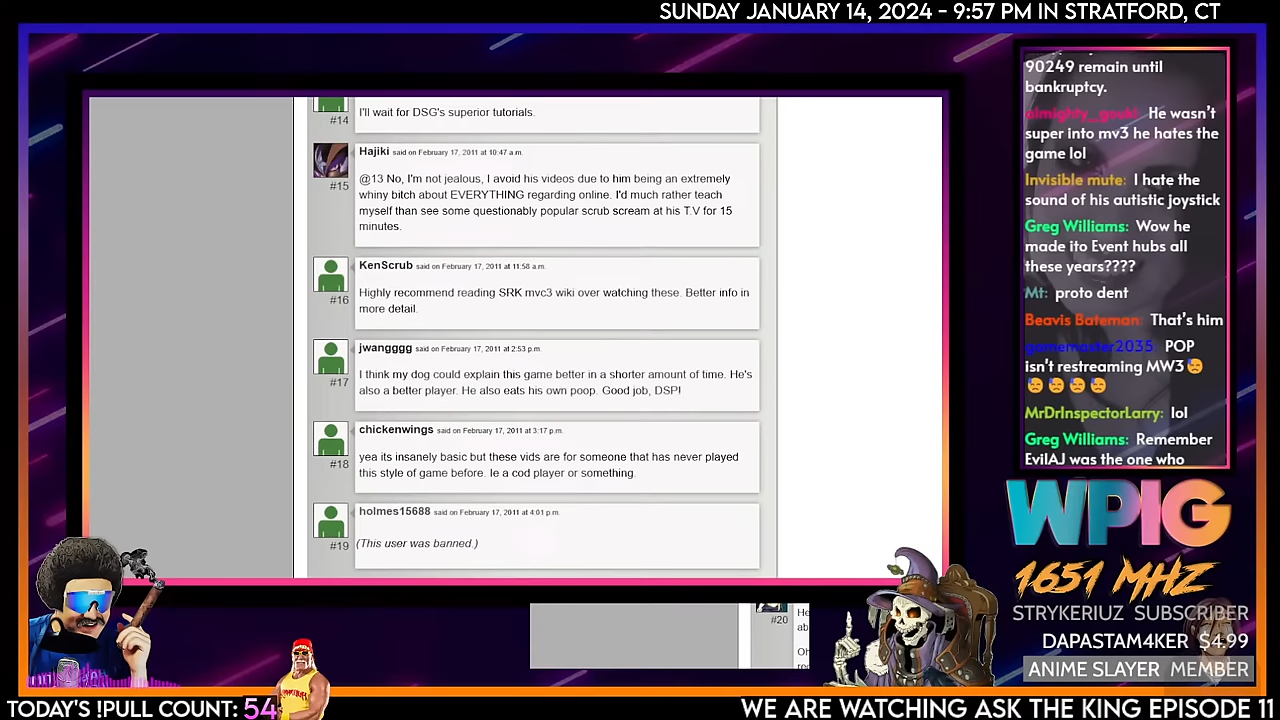 SUNDAY JANUARY 14, 2024 - 9:57 PM IN STRATFORD, CT
I'll wait for DSG's superior tutorials.
#14
Hajiki said on February 17, 2011 at 10:47 a.m.
#15
@13 No, I'm not jealous, I avoid his videos due to him being an extremely
whiny bitch about EVERYTHING regarding online. I'd much rather teach
myself than see some questionably popular scrub scream at his T.V for 15
minutes.
KenScrub said on February 17, 2011 at 11:58 a.m.
#16
Highly recommend reading SRK mvc3 wiki over watching these. Better info in
more detail.
jwangggg said on February 17, 2011 at 2:53 p.m.
#17
I think my dog could explain this game better in a shorter amount of time. He's
also a better player. He also eats his own poop. Good job, DSP!
chickenwings said on February 17, 2011 at 3:17 p.m.
#18
yea its insanely basic but these vids are for someone that has never played
this style of game before. Ie a cod player or something.
holmes15688 said on February 17, 2011 at 4:01 p.m.
#19
(This user was banned.)
#20
He
ab
Oh
90249 remain until
bankruptcy.
almighty_gouki: He wasn't
super into mv3 he hates the
game lol
Invisible mute: I hate the
sound of his autistic joystick
Greg Williams: Wow he
made ito Event hubs all
these years????
Mt: proto dent
Beavis Bateman: That's him
gamemaster2035: POP
isn't restreaming MW3
MrDrInspectorLarry: lol
Greg Williams: Remember
EvilAJ was the one who
WPIG
1651 MHZ
STRYKERIUZ SUBSCRIBER
DAPASTAM4KER $4.99
ANIME SLAYER MEMBER
TODAY'S !PULL COUNT: 54
WE ARE WATCHING ASK THE KING EPISODE 11